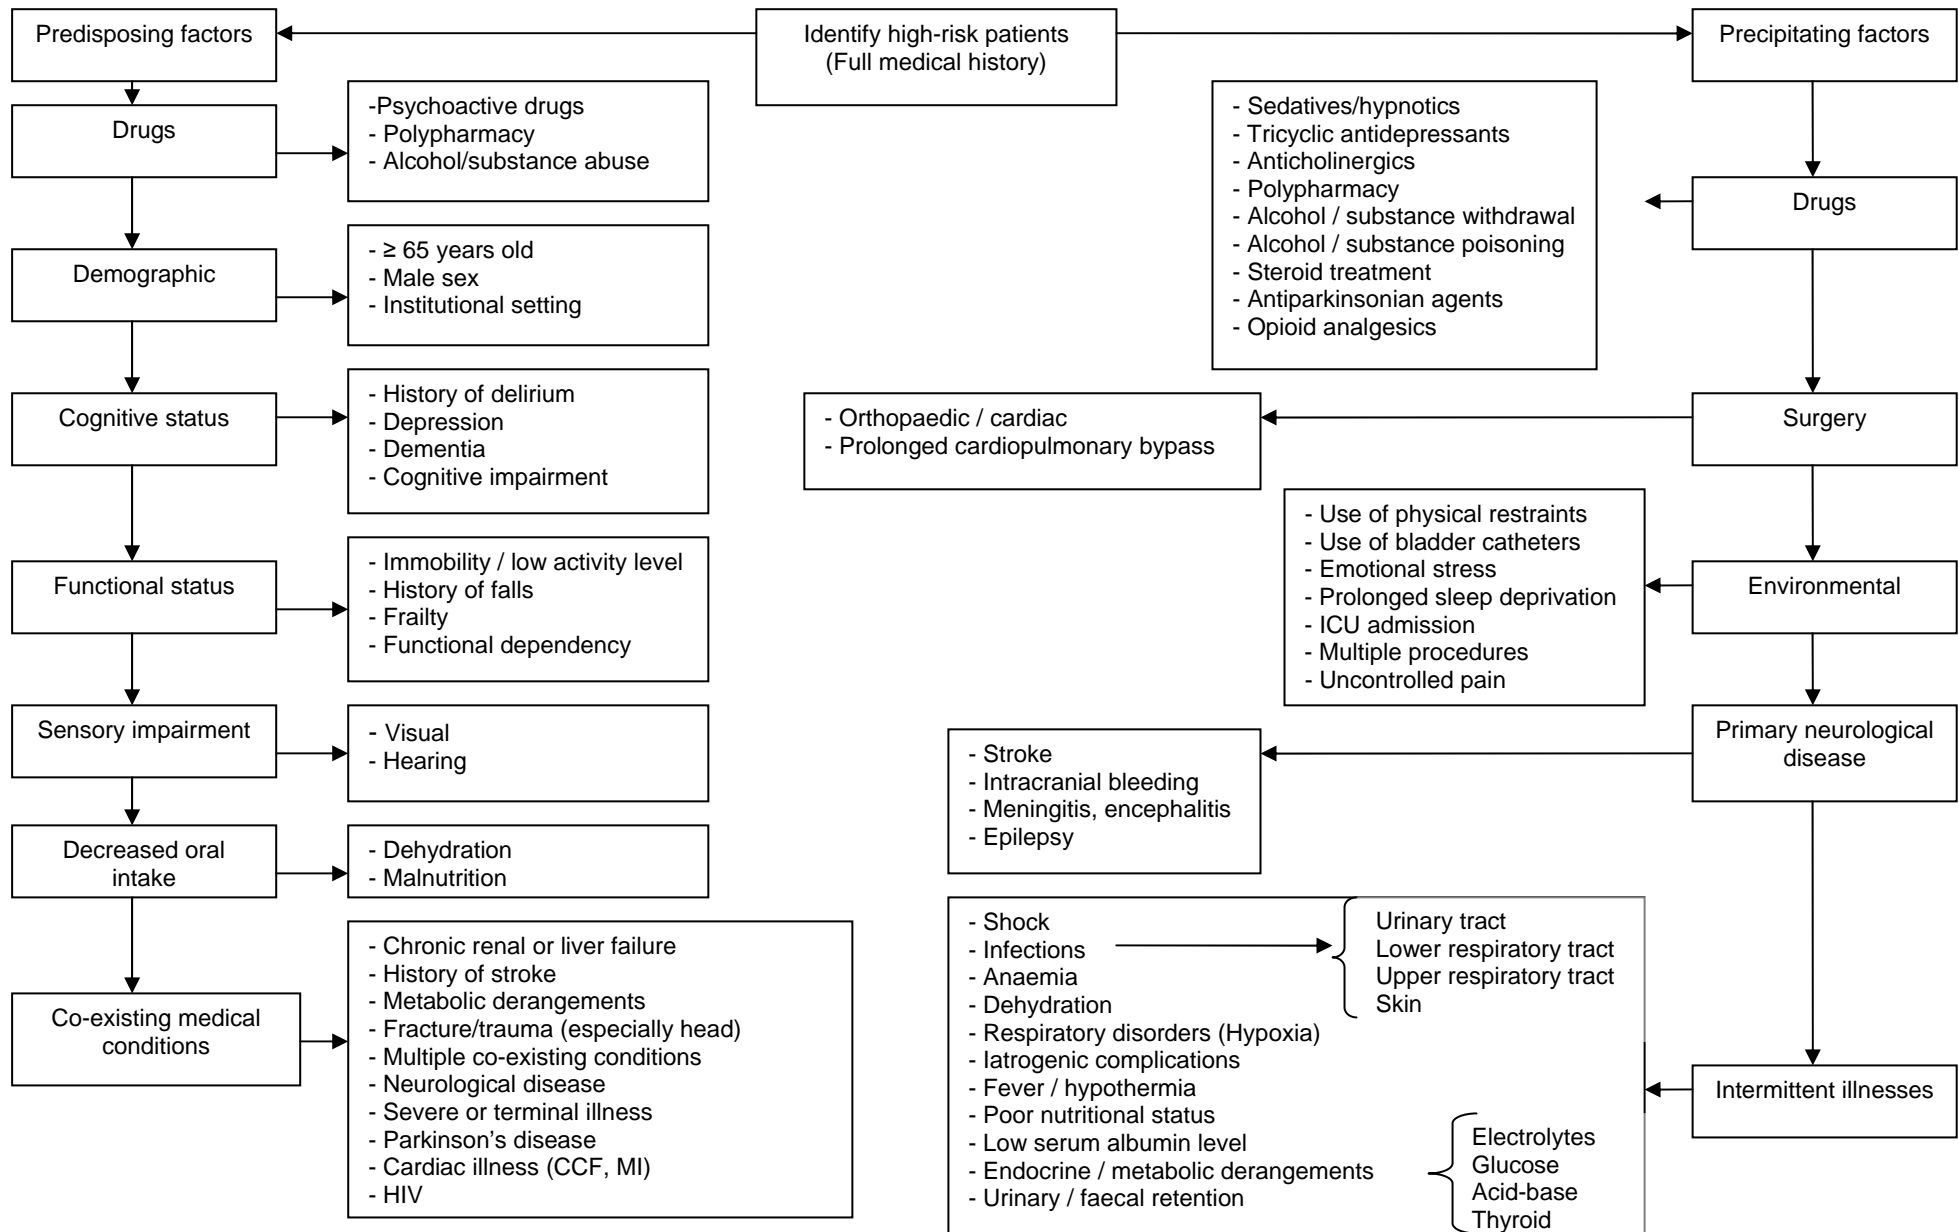 Identify high-risk patients
(Full medical history)
Predisposing factors
Drugs
-Psychoactive drugs
- Polypharmacy
- Alcohol/substance abuse
Demographic
- ≥ 65 years old
- Male sex
- Institutional setting
Cognitive status
- History of delirium
- Depression
- Dementia
- Cognitive impairment
Functional status
- Immobility / low activity level
- History of falls
- Frailty
- Functional dependency
Sensory impairment
- Visual
- Hearing
Decreased oral
intake
- Dehydration
- Malnutrition
Co-existing medical
conditions
- Chronic renal or liver failure
- History of stroke
- Metabolic derangements
- Fracture/trauma (especially head)
- Multiple co-existing conditions
- Neurological disease
- Severe or terminal illness
- Parkinson’s disease
- Cardiac illness (CCF, MI)
- HIV
Precipitating factors
Drugs
- Sedatives/hypnotics
- Tricyclic antidepressants
- Anticholinergics
- Polypharmacy
- Alcohol / substance withdrawal
- Alcohol / substance poisoning
- Steroid treatment
- Antiparkinsonian agents
- Opioid analgesics
Surgery
- Orthopaedic / cardiac
- Prolonged cardiopulmonary bypass
Environmental
- Use of physical restraints
- Use of bladder catheters
- Emotional stress
- Prolonged sleep deprivation
- ICU admission
- Multiple procedures
- Uncontrolled pain
Primary neurological
disease
- Stroke
- Intracranial bleeding
- Meningitis, encephalitis
- Epilepsy
Intermittent illnesses
- Shock
- Infections
- Anaemia
- Dehydration
- Respiratory disorders (Hypoxia)
- Iatrogenic complications
- Fever / hypothermia
- Poor nutritional status
- Low serum albumin level
- Endocrine / metabolic derangements
- Urinary / faecal retention
Urinary tract
Lower respiratory tract
Upper respiratory tract
Skin
Electrolytes
Glucose
Acid-base
Thyroid